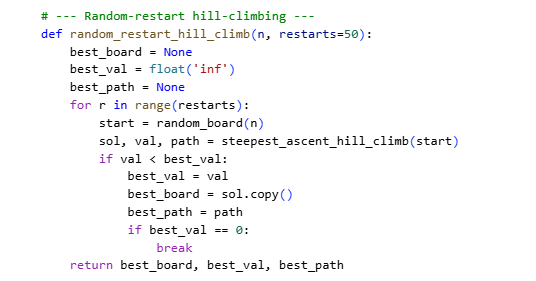 # --- Random-restart hill-climbing ---
def random_restart_hill_climb(n, restarts=50):
    best_board = None
    best_val = float('inf')
    best_path = None
    for r in range(restarts):
        start = random_board(n)
        sol, val, path = steepest_ascent_hill_climb(start)
        if val < best_val:
            best_val = val
            best_board = sol.copy()
            best_path = path
            if best_val == 0:
                break
    return best_board, best_val, best_path